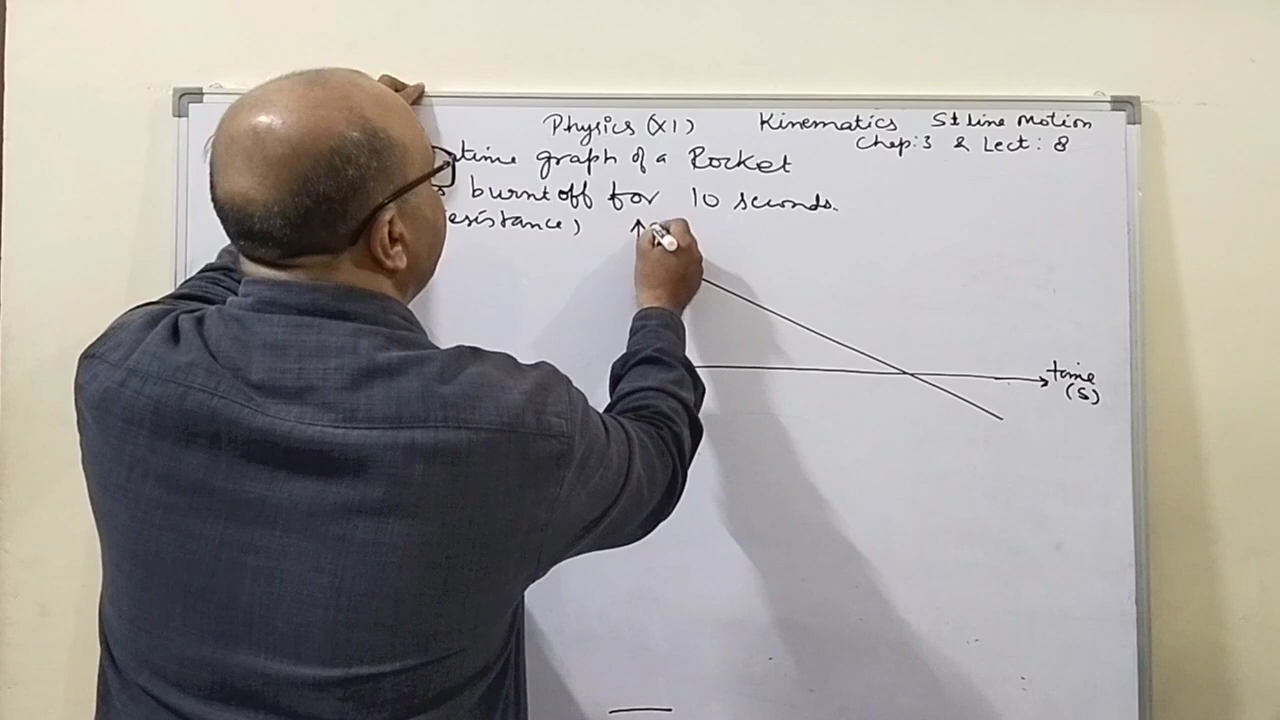 Physics (XI) Kinematics St line Motion
Chap: 3 & Lect: 8
time graph of a Rocket
burnt off for 10 seconds.
esistance)
time
(S)